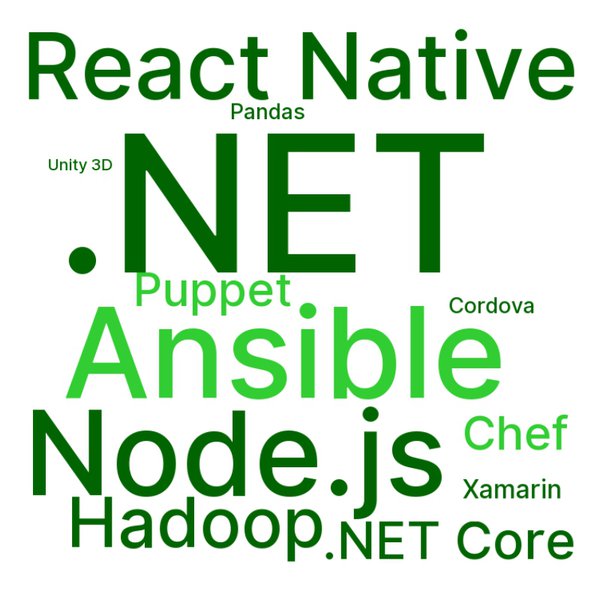 React Native
Pandas
.NET
Unity 3D
Puppet
Ansible
Cordova
Node.js
Chef
Xamarin
Hadoop
.NET Core